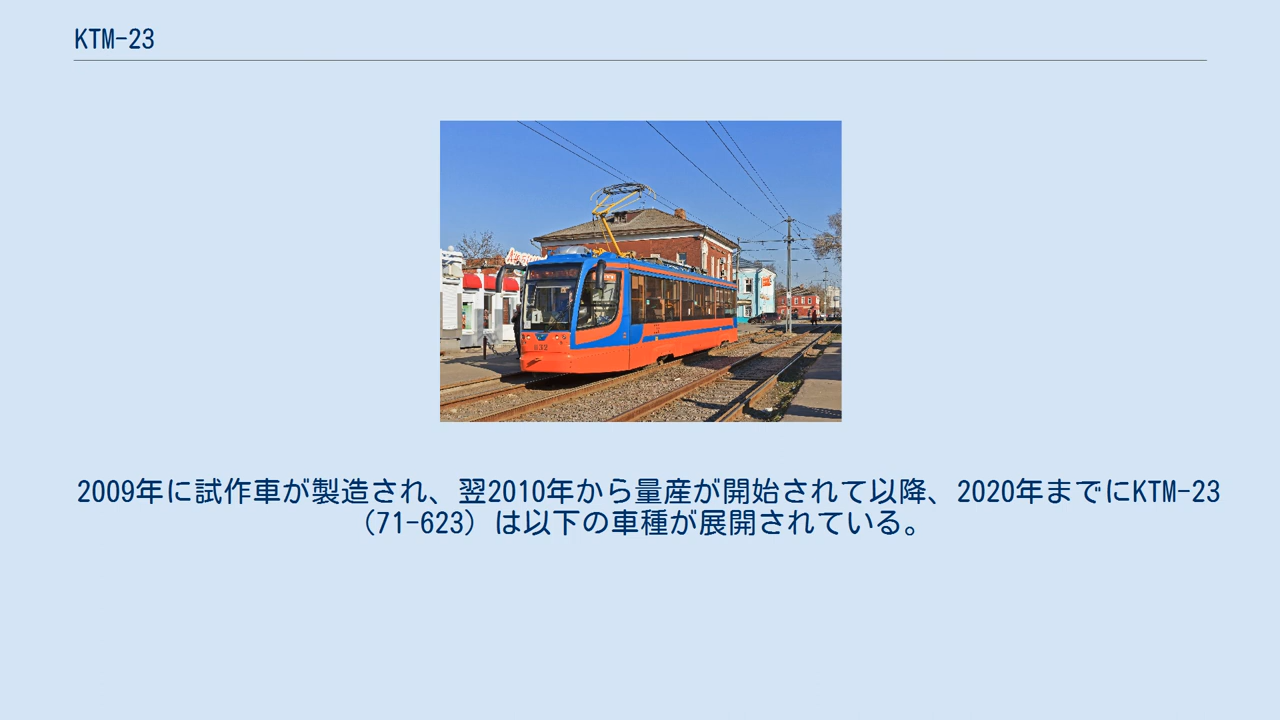 KTM-23
2009年に試作車が製造され、翌2010年から量産が開始されて以降、2020年までにKTM-23
（71-623）は以下の車種が展開されている。